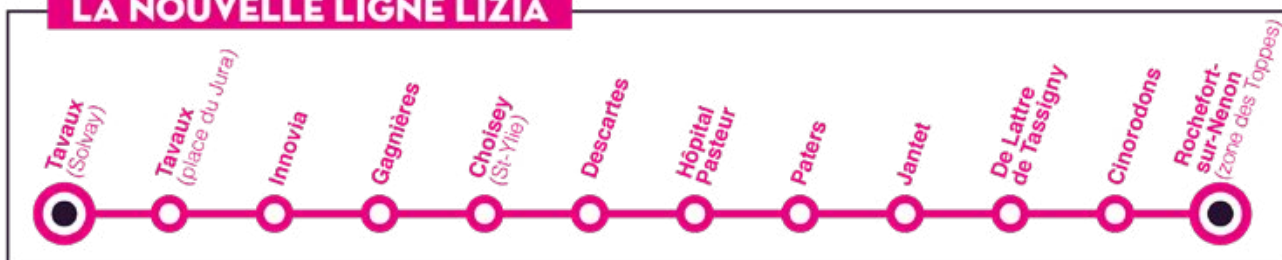 LA NOUVELLE LIGNE LIZIA
Tavaux
(Solvay)
Tavaux
(place du Jura)
Innovia
Gagnières
Choisey
(St-Ylie)
Descartes
Hôpital
Pasteur
Paters
Jantet
De Lattre
de Tassigny
Cinorodons
Rochefort-
sur-Nenon
(zone des Toppes)